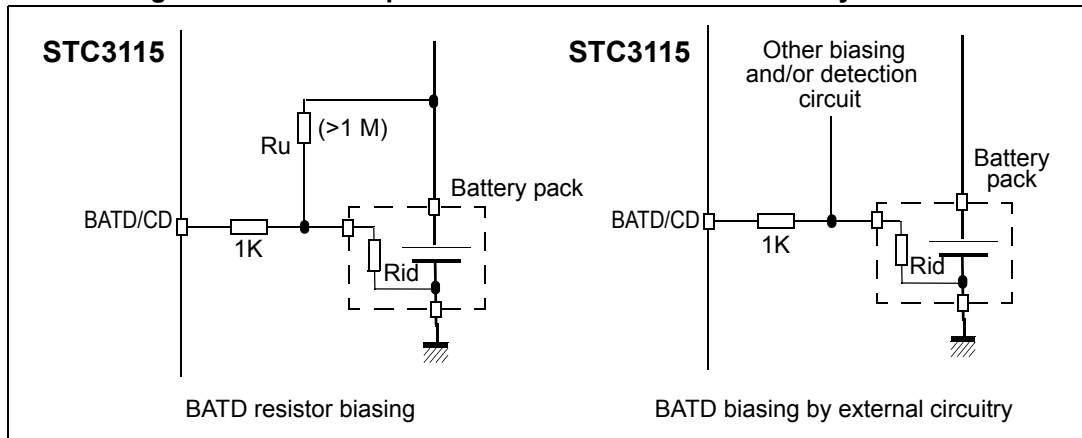 STC3115
Ru
(>1 M)
Battery pack
BATD/CD
1K
Rid
BATD resistor biasing
STC3115
Other biasing
and/or detection
circuit
Battery
pack
BATD/CD
1K
Rid
BATD biasing by external circuitry